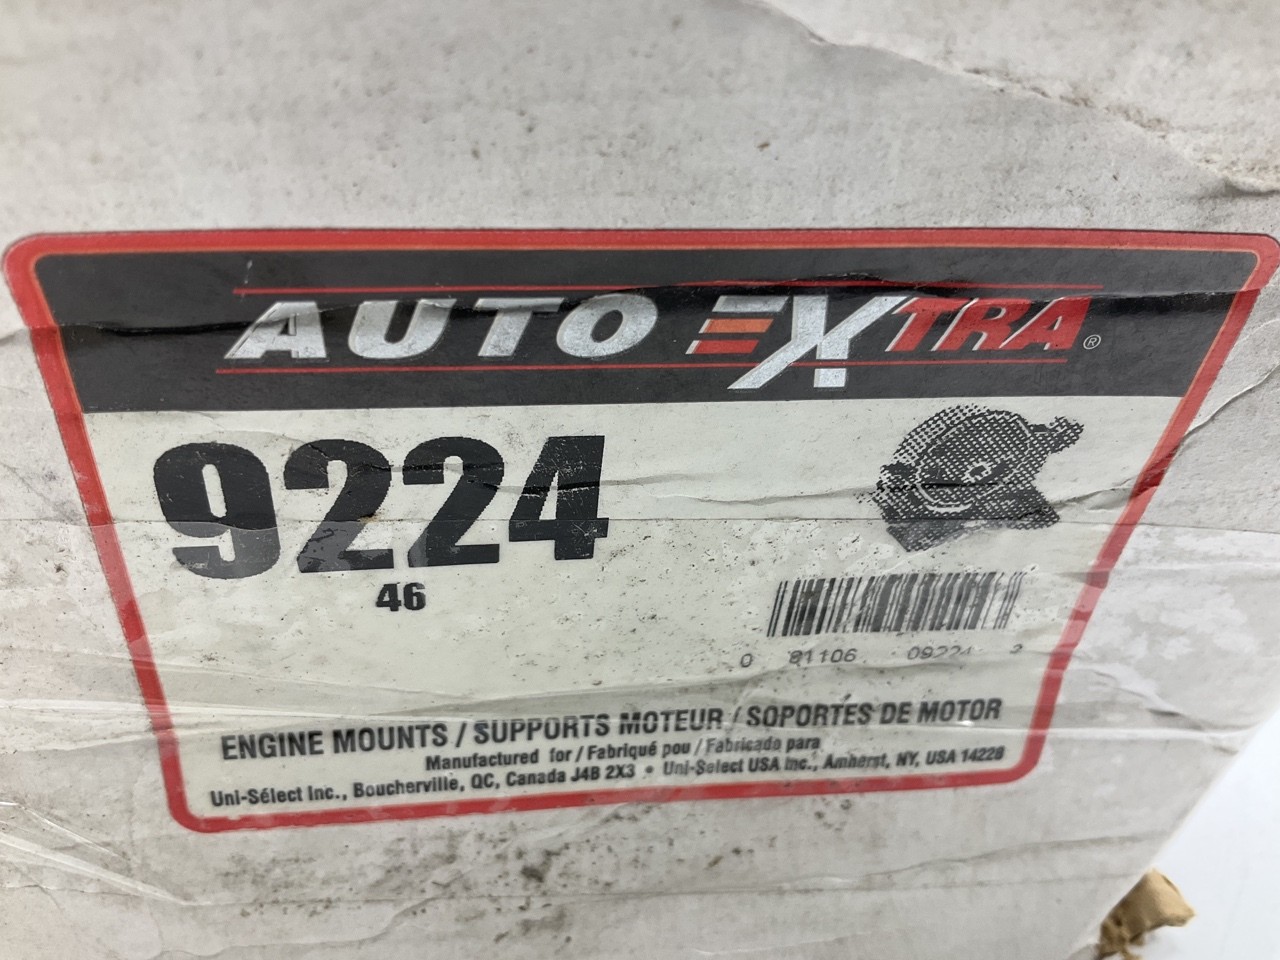 AUTO EXTRA®
9224
46
0 81106 09224 2
ENGINE MOUNTS / SUPPORTS MOTEUR / SOPORTES DE MOTOR
Manufactured for / Fabriqué pou / Fabricado para
Uni-Sélect Inc., Boucherville, QC, Canada J4B 2X3 • Uni-Select USA Inc., Amherst, NY, USA 14228